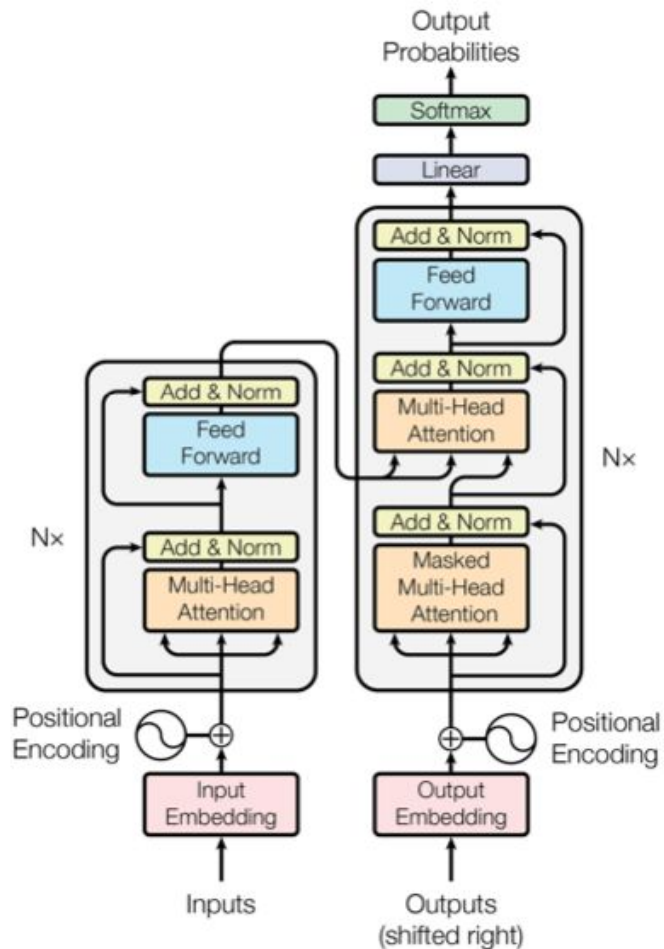 Output
Probabilities
Softmax
Linear
Add & Norm
Feed
Forward
Add & Norm
Multi-Head
Attention
Add & Norm
Masked
Multi-Head
Attention
Nx
Add & Norm
Feed
Forward
Add & Norm
Multi-Head
Attention
Nx
Positional
Encoding
Positional
Encoding
Input
Embedding
Output
Embedding
Inputs
Outputs
(shifted right)